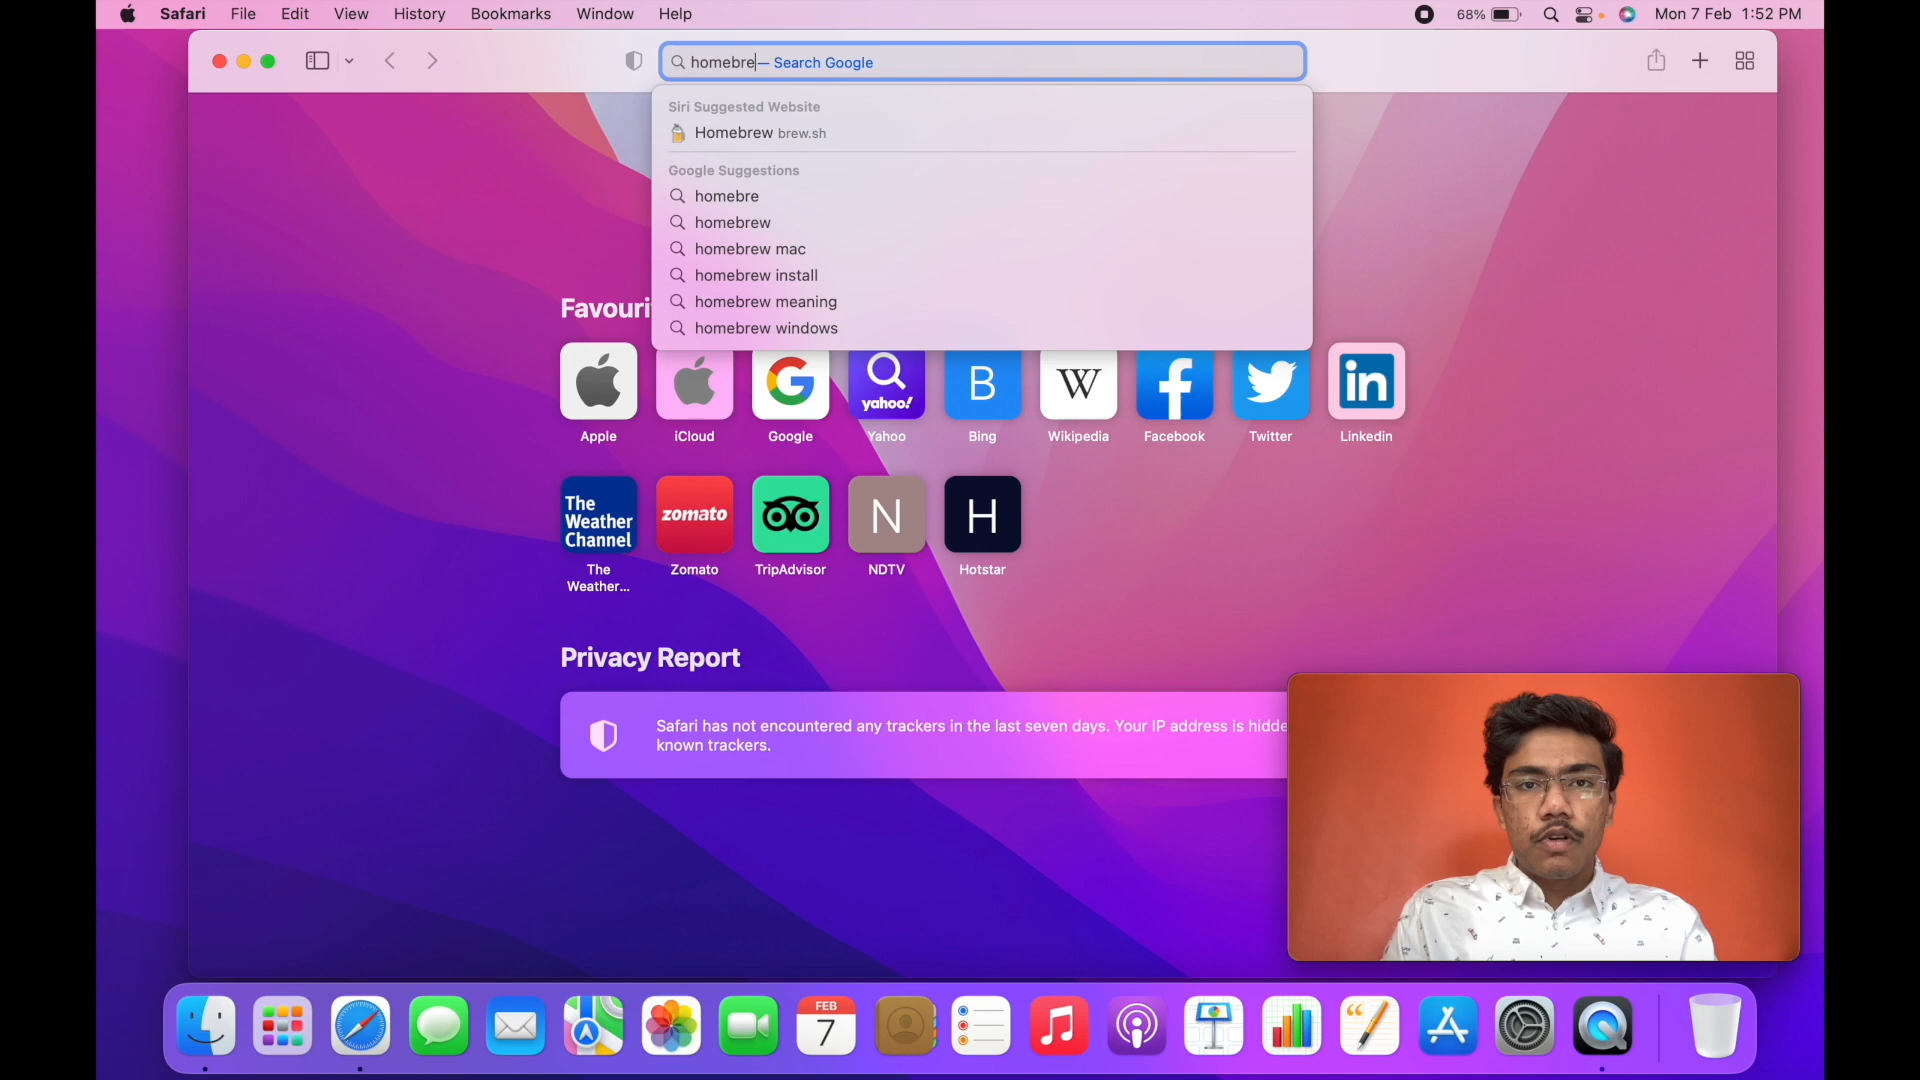 Safari File Edit View History Bookmarks Window Help 68% Mon 7 Feb 1:52 PM
homebre— Search Google
Siri Suggested Website
Homebrew brew.sh
Google Suggestions
homebre
homebrew
homebrew mac
homebrew install
homebrew meaning
homebrew windows
Favouri
yahoo!
B
W
f
in
Apple iCloud Google Yahoo Bing Wikipedia Facebook Twitter Linkedin
The
Weather
Channel
zomato
N
H
The
Weather...
Zomato TripAdvisor NDTV Hotstar
Privacy Report
Safari has not encountered any trackers in the last seven days. Your IP address is hidde
known trackers.
FEB
7